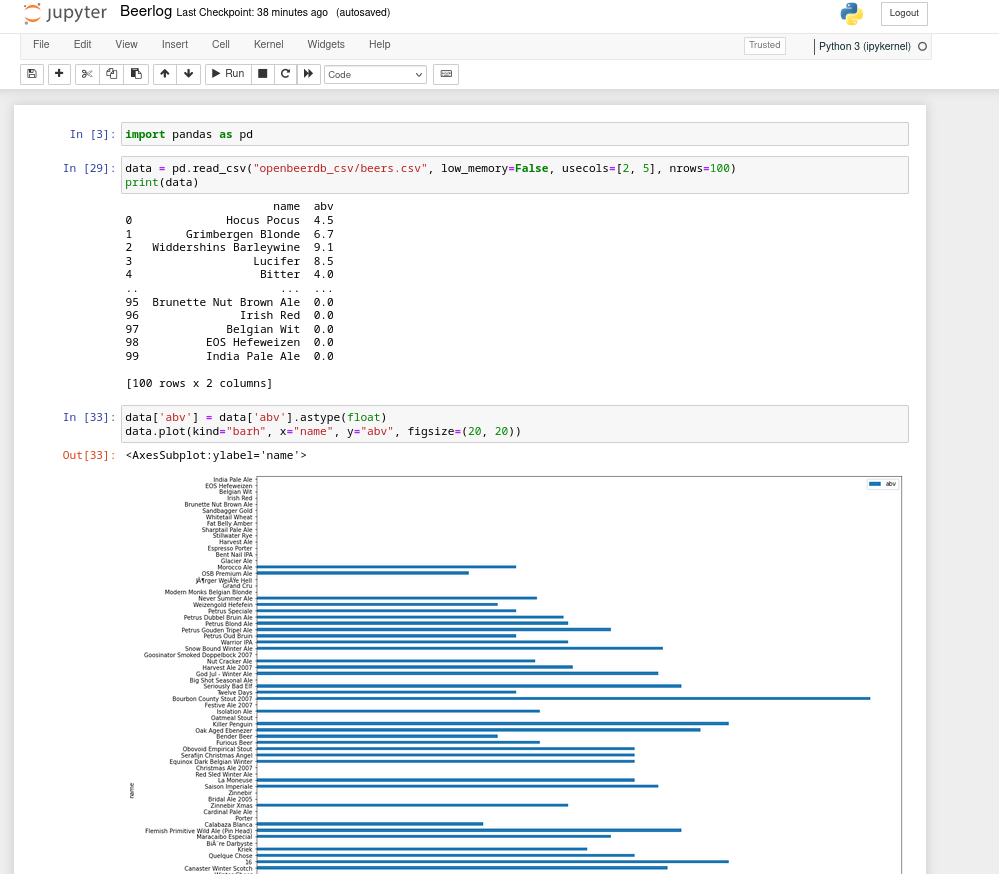 jupyter Beerlog Last Checkpoint: 38 minutes ago (autosaved) Logout
File Edit View Insert Cell Kernel Widgets Help Trusted Python 3 (ipykernel)
Run Code
In [3]: import pandas as pd
In [29]: data = pd.read_csv("openbeerdb_csv/beers.csv", low_memory=False, usecols=[2, 5], nrows=100)
print(data)
name abv
0 Hocus Pocus 4.5
1 Grimbergen Blonde 6.7
2 Widdershins Barleywine 9.1
3 Lucifer 8.5
4 Bitter 4.0
.. ... ...
95 Brunette Nut Brown Ale 0.0
96 Irish Red 0.0
97 Belgian Wit 0.0
98 EOS Hefeweizen 0.0
99 India Pale Ale 0.0
[100 rows x 2 columns]
In [33]: data['abv'] = data['abv'].astype(float)
data.plot(kind="barh", x="name", y="abv", figsize=(20, 20))
Out[33]: <AxesSubplot:ylabel='name'>
abv
India Pale Ale
EOS Hefeweizen
Belgian Wit
Irish Red
Brunette Nut Brown Ale
Sandbagger Gold
Whitetail Wheat
Fat Belly Amber
Sharptail Pale Ale
Stillwater Rye
Harvest Ale
Espresso Porter
Bent Nail IPA
Glacier Ale
Morocco Ale
OSB Premium Ale
Grand Cru
Modern Monks Belgian Blonde
Never Summer Ale
Weizengold Hefefein
Petrus Speciale
Petrus Dubbel Bruin Ale
Petrus Blond Ale
Petrus Gouden Tripel Ale
Petrus Oud Bruin
Warrior IPA
Snow Bound Winter Ale
Goosinator Smoked Doppelbock 2007
Nut Cracker Ale
Harvest Ale 2007
God Jul - Winter Ale
Big Shot Seasonal Ale
Seriously Bad Elf
Twelve Days
Bourbon County Stout 2007
Festive Ale 2007
Isolation Ale
Oatmeal Stout
Killer Penguin
Oak Aged Ebenezer
Bender Beer
Furious Beer
Obovoid Empirical Stout
Serafijn Christmas Angel
Equinox Dark Belgian Winter
Christmas Ale 2007
Red Sled Winter Ale
La Moneuse
Saison Imperiale
Zinnebir
Bridal Ale 2005
Zinnebir Xmas
Cardinal Pale Ale
Porter
Calabaza Blanca
Flemish Primitive Wild Ale (Pin Head)
Maracaibo Especial
BiÃ¨re Darbyste
Kriek
Quelque Chose
16
Canaster Winter Scotch
name